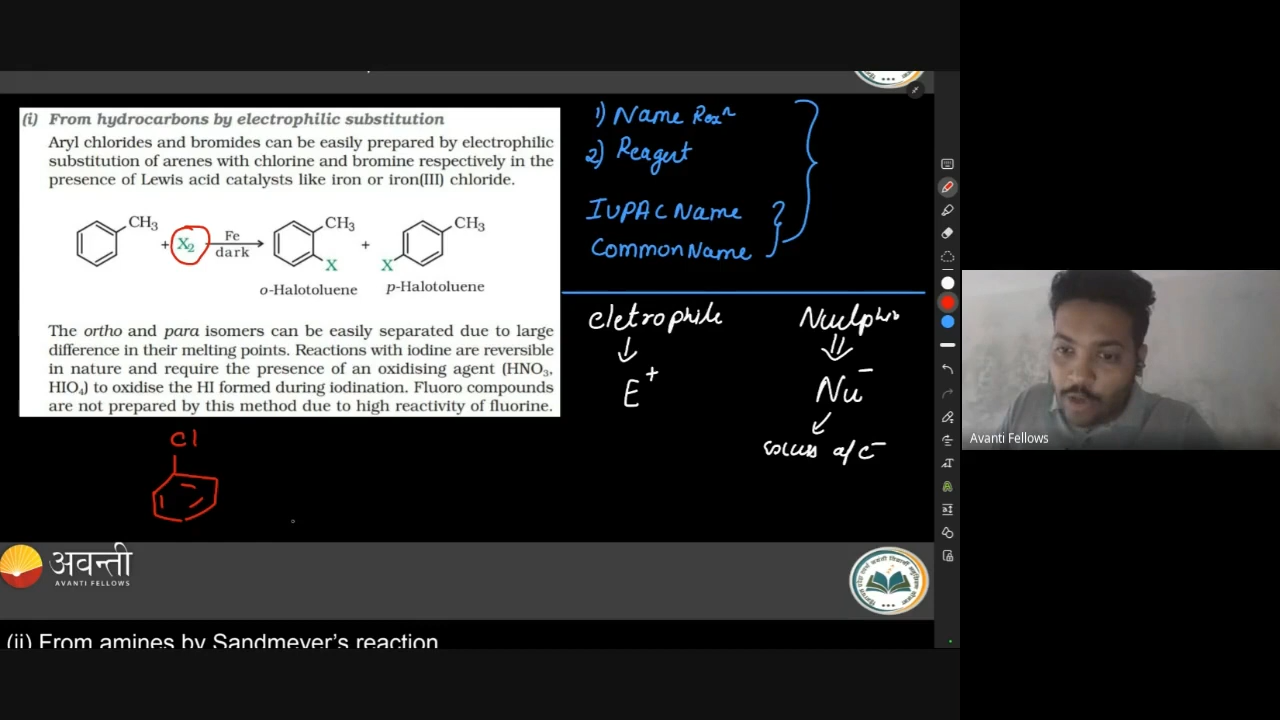 (i) From hydrocarbons by electrophilic substitution
Aryl chlorides and bromides can be easily prepared by electrophilic
substitution of arenes with chlorine and bromine respectively in the
presence of Lewis acid catalysts like iron or iron(III) chloride.
CH3 + X2 Fe dark CH3 X + CH3 X
o-Halotoluene p-Halotoluene
The ortho and para isomers can be easily separated due to large
difference in their melting points. Reactions with iodine are reversible
in nature and require the presence of an oxidising agent (HNO3,
HIO4) to oxidise the HI formed during iodination. Fluoro compounds
are not prepared by this method due to high reactivity of fluorine.
Cl
1) Name Rxn
2) Reagent
IUPAC Name
Common Name
E+
Nu−
अवन्ती
AVANTI FELLOWS
(ii) From amines by Sandmeyer's reaction
Avanti Fellows